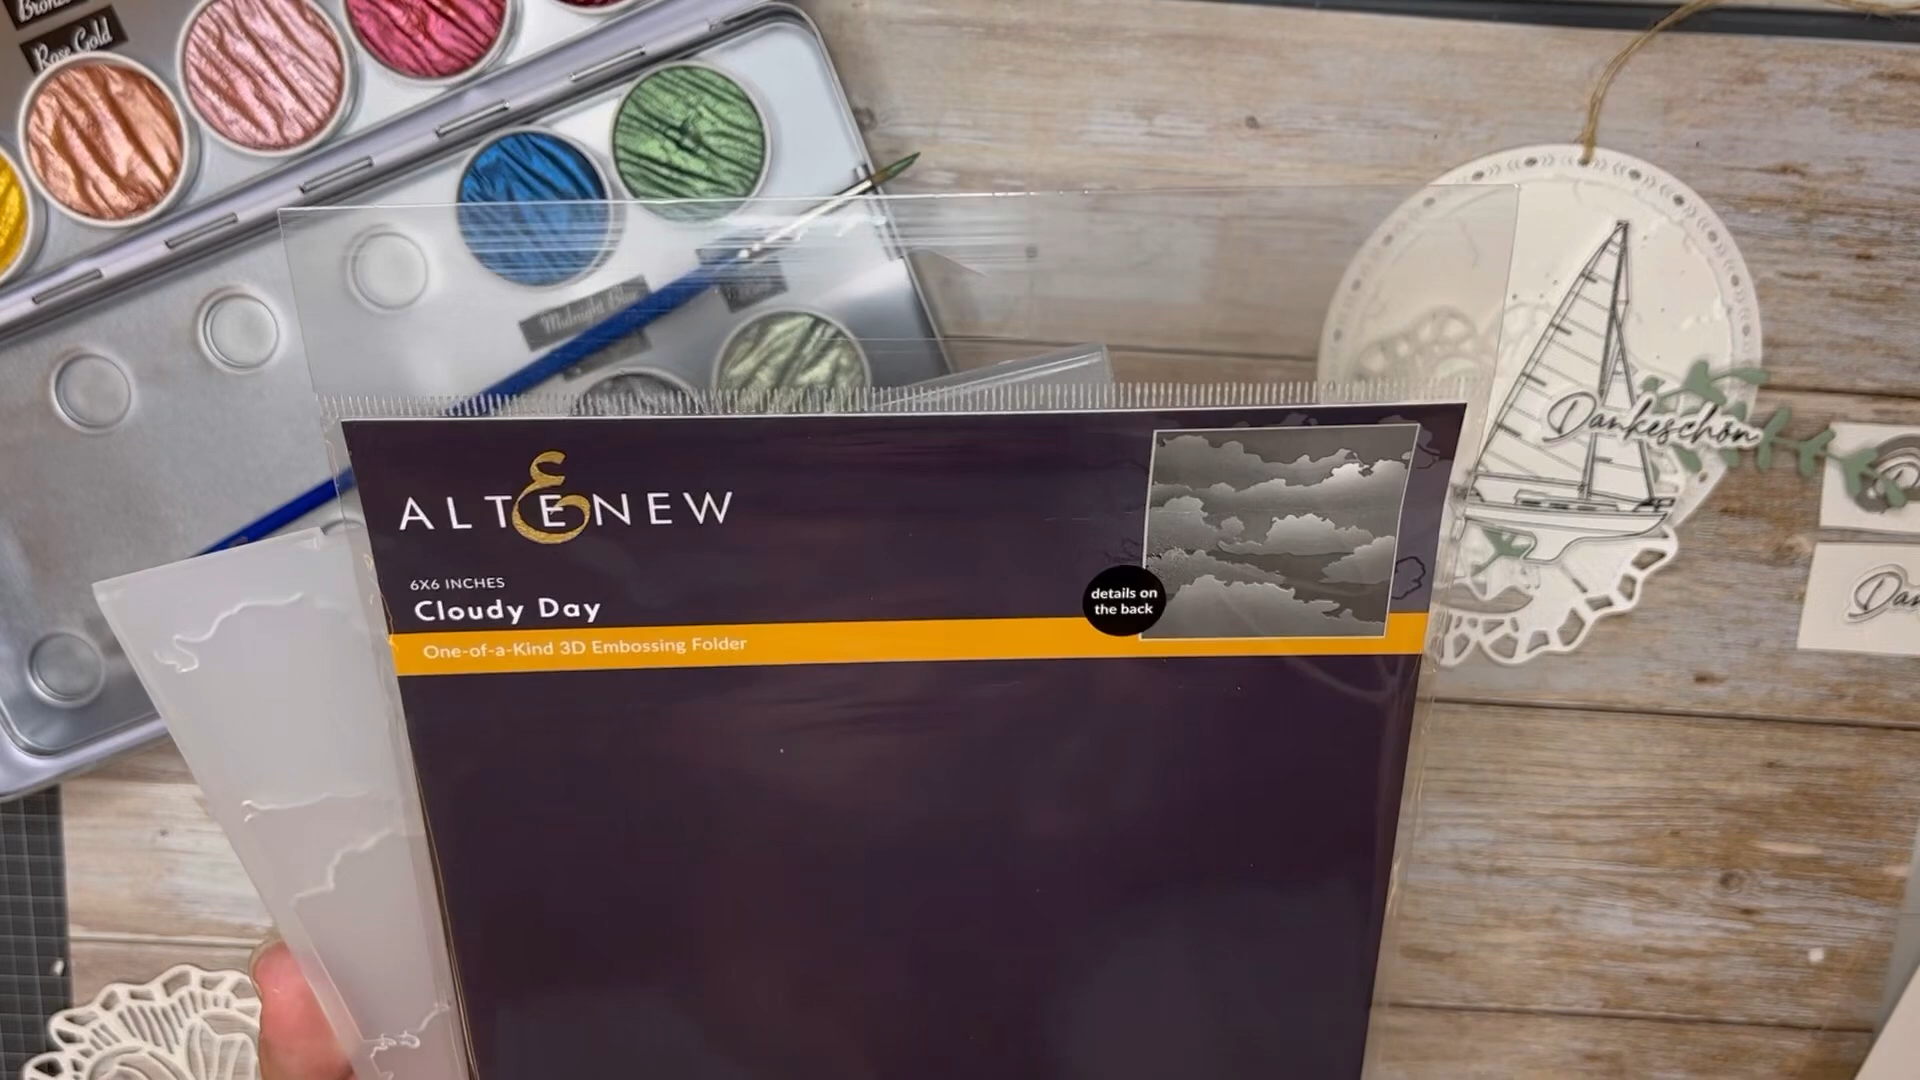 Bronze
Rose Gold
Midnight Blue
ALTENEW
6X6 INCHES
Cloudy Day
One-of-a-Kind 3D Embossing Folder
details on
the back
Dankeschön